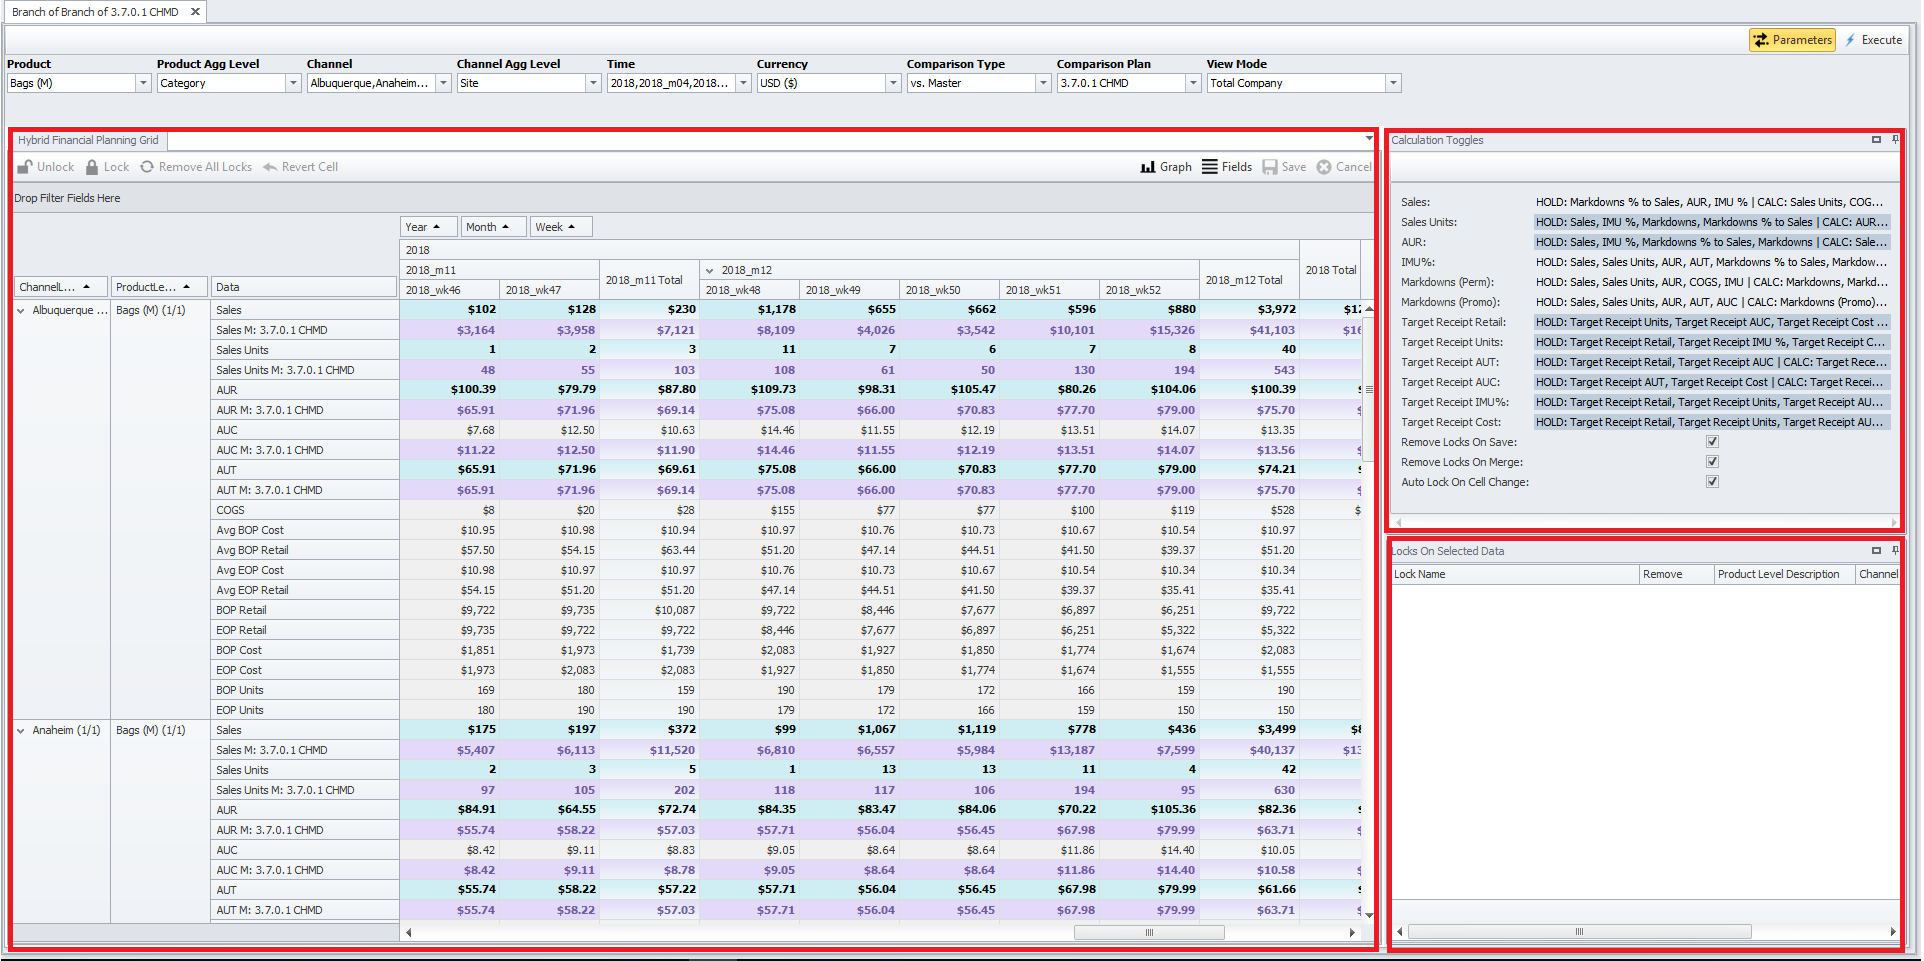 Branch of Branch of 3.7.0.1 CHMD
Parameters Execute
Product Product Agg Level Channel Channel Agg Level Time Currency Comparison Type Comparison Plan View Mode
Bags (M) Category Albuquerque,Anaheim... Site 2018,2018_m04,2018... USD ($) vs. Master 3.7.0.1 CHMD Total Company
Hybrid Financial Planning Grid
Unlock Lock Remove All Locks Revert Cell Graph Fields Save Cancel
Drop Filter Fields Here
Year Month Week
2018
2018_m11 2018_m11 Total 2018_m12 2018_m12 Total 2018 Total
ChannelL... ProductLe... Data 2018_wk46 2018_wk47 2018_wk48 2018_wk49 2018_wk50 2018_wk51 2018_wk52
Albuquerque ... Bags (M) (1/1) Sales $102 $128 $230 $1,178 $655 $662 $596 $880 $3,972
Sales M: 3.7.0.1 CHMD $3,164 $3,958 $7,121 $8,109 $4,026 $3,542 $10,101 $15,326 $41,103
Sales Units 1 2 3 11 7 6 7 8 40
Sales Units M: 3.7.0.1 CHMD 48 55 103 108 61 50 130 194 543
AUR $100.39 $79.79 $87.80 $109.73 $98.31 $105.47 $80.26 $104.06 $100.39
AUR M: 3.7.0.1 CHMD $65.91 $71.96 $69.14 $75.08 $66.00 $70.83 $77.70 $79.00 $75.70
AUC $7.68 $12.50 $10.63 $14.46 $11.55 $12.19 $13.51 $14.07 $13.35
AUC M: 3.7.0.1 CHMD $11.22 $12.50 $11.90 $14.46 $11.55 $12.19 $13.51 $14.07 $13.56
AUT $65.91 $71.96 $69.61 $75.08 $66.00 $70.83 $77.70 $79.00 $74.21
AUT M: 3.7.0.1 CHMD $65.91 $71.96 $69.14 $75.08 $66.00 $70.83 $77.70 $79.00 $75.70
COGS $8 $20 $28 $155 $77 $77 $100 $119 $528
Avg BOP Cost $10.95 $10.98 $10.94 $10.97 $10.76 $10.73 $10.67 $10.54 $10.97
Avg BOP Retail $57.50 $54.15 $63.44 $51.20 $47.14 $44.51 $41.50 $39.37 $51.20
Avg EOP Cost $10.98 $10.97 $10.97 $10.76 $10.73 $10.67 $10.54 $10.34 $10.34
Avg EOP Retail $54.15 $51.20 $51.20 $47.14 $44.51 $41.50 $39.37 $35.41 $35.41
BOP Retail $9,722 $9,735 $10,087 $9,722 $8,446 $7,677 $6,897 $6,251 $9,722
EOP Retail $9,735 $9,722 $9,722 $8,446 $7,677 $6,897 $6,251 $5,322 $5,322
BOP Cost $1,851 $1,973 $1,739 $2,083 $1,927 $1,850 $1,774 $1,674 $2,083
EOP Cost $1,973 $2,083 $2,083 $1,927 $1,850 $1,774 $1,674 $1,555 $1,555
BOP Units 169 180 159 190 179 172 166 159 190
EOP Units 180 190 190 179 172 166 159 150 150
Anaheim (1/1) Bags (M) (1/1) Sales $175 $197 $372 $99 $1,067 $1,119 $778 $436 $3,499
Sales M: 3.7.0.1 CHMD $5,407 $6,113 $11,520 $6,810 $6,557 $5,984 $13,187 $7,599 $40,137
Sales Units 2 3 5 1 13 13 11 4 42
Sales Units M: 3.7.0.1 CHMD 97 105 202 118 117 106 194 95 630
AUR $84.91 $64.55 $72.74 $84.35 $83.47 $84.06 $70.22 $105.36 $82.36
AUR M: 3.7.0.1 CHMD $55.74 $58.22 $57.03 $57.71 $56.04 $56.45 $67.98 $79.99 $63.71
AUC $8.42 $9.11 $8.83 $9.05 $8.64 $8.64 $11.86 $14.40 $10.05
AUC M: 3.7.0.1 CHMD $8.42 $9.11 $8.78 $9.05 $8.64 $8.64 $11.86 $14.40 $10.58
AUT $55.74 $58.22 $57.22 $57.71 $56.04 $56.45 $67.98 $79.99 $61.66
AUT M: 3.7.0.1 CHMD $55.74 $58.22 $57.03 $57.71 $56.04 $56.45 $67.98 $79.99 $63.71
Calculation Toggles
Sales: HOLD: Markdowns % to Sales, AUR, IMU % | CALC: Sales Units, COG...
Sales Units: HOLD: Sales, IMU %, Markdowns, Markdowns % to Sales | CALC: AUR...
AUR: HOLD: Sales, IMU %, Markdowns % to Sales, Markdowns | CALC: Sale...
IMU%: HOLD: Sales, Sales Units, AUR, AUT, Markdowns % to Sales, Markdow...
Markdowns (Perm): HOLD: Sales, Sales Units, AUR, COGS, IMU | CALC: Markdowns, Markd...
Markdowns (Promo): HOLD: Sales, Sales Units, AUR, AUT, AUC | CALC: Markdowns (Promo)...
Target Receipt Retail: HOLD: Target Receipt Units, Target Receipt AUC, Target Receipt Cost ...
Target Receipt Units: HOLD: Target Receipt Retail, Target Receipt IMU %, Target Receipt C...
Target Receipt AUT: HOLD: Target Receipt Retail, Target Receipt AUC | CALC: Target Rece...
Target Receipt AUC: HOLD: Target Receipt AUT, Target Receipt Cost | CALC: Target Recei...
Target Receipt IMU%: HOLD: Target Receipt Retail, Target Receipt Units, Target Receipt AU...
Target Receipt Cost: HOLD: Target Receipt Retail, Target Receipt Units, Target Receipt AU...
Remove Locks On Save:
Remove Locks On Merge:
Auto Lock On Cell Change:
Locks On Selected Data
Lock Name Remove Product Level Description Channel